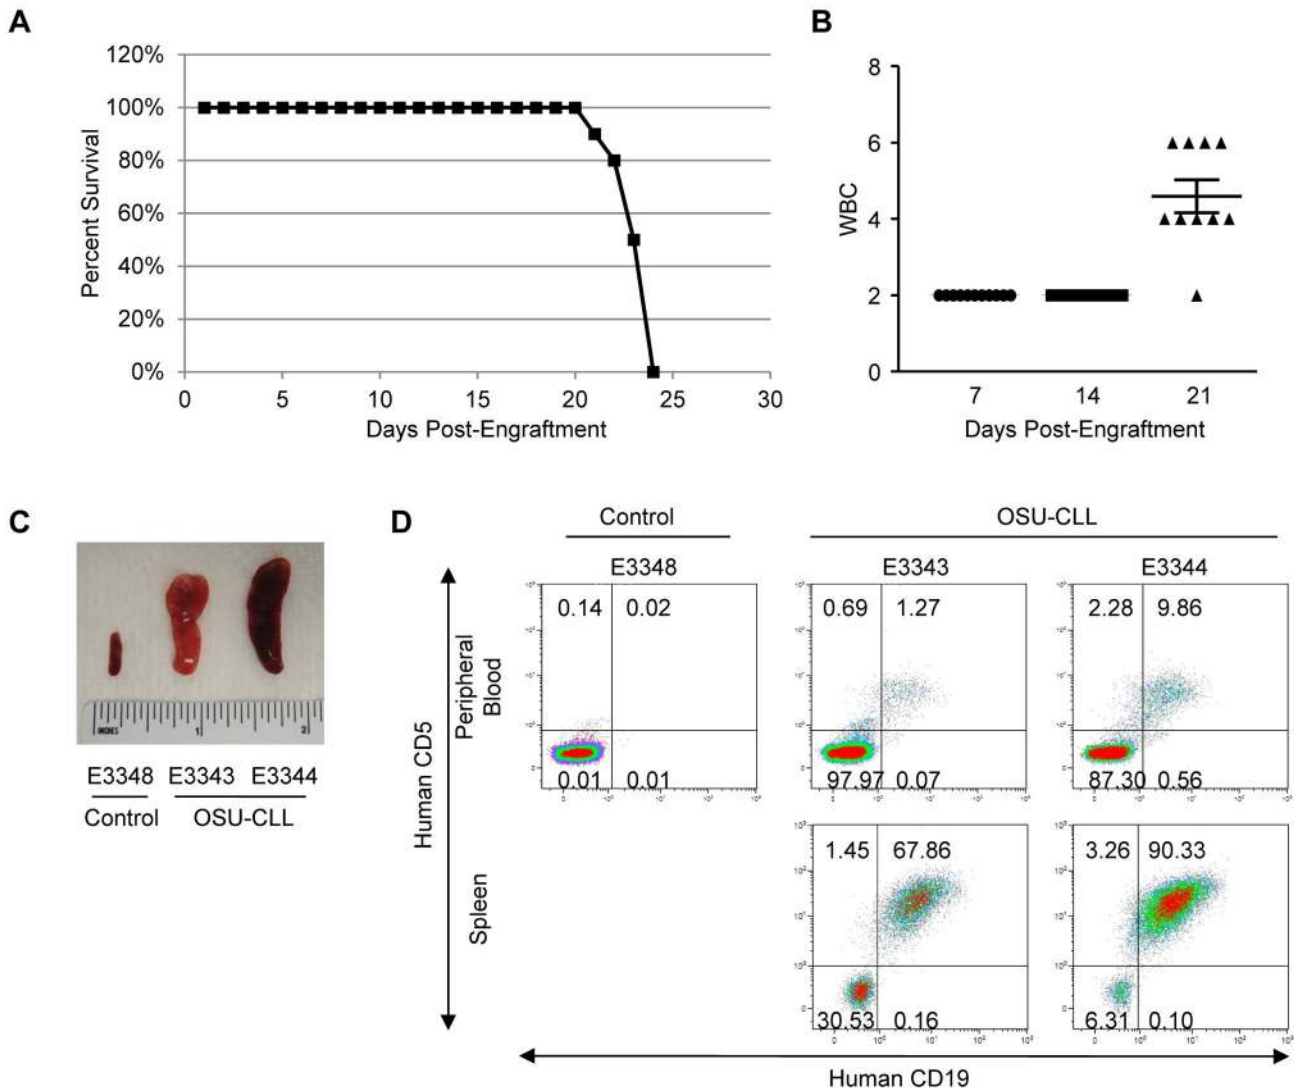 A
120%
100%
80%
60%
40%
20%
0%
Percent Survival
0 5 10 15 20 25 30
Days Post-Engraftment
B
8
6
4
2
0
WBC
7 14 21
Days Post-Engraftment
C
INCHES 1 2
E3348 E3343 E3344
Control OSU-CLL
D
Control OSU-CLL
E3348 E3343 E3344
Human CD5
Peripheral
Blood
0.14 0.02
0.01 0.01
0.69 1.27
97.97 0.07
2.28 9.86
87.30 0.56
Spleen
1.45 67.86
30.53 0.16
3.26 90.33
6.31 0.10
Human CD19